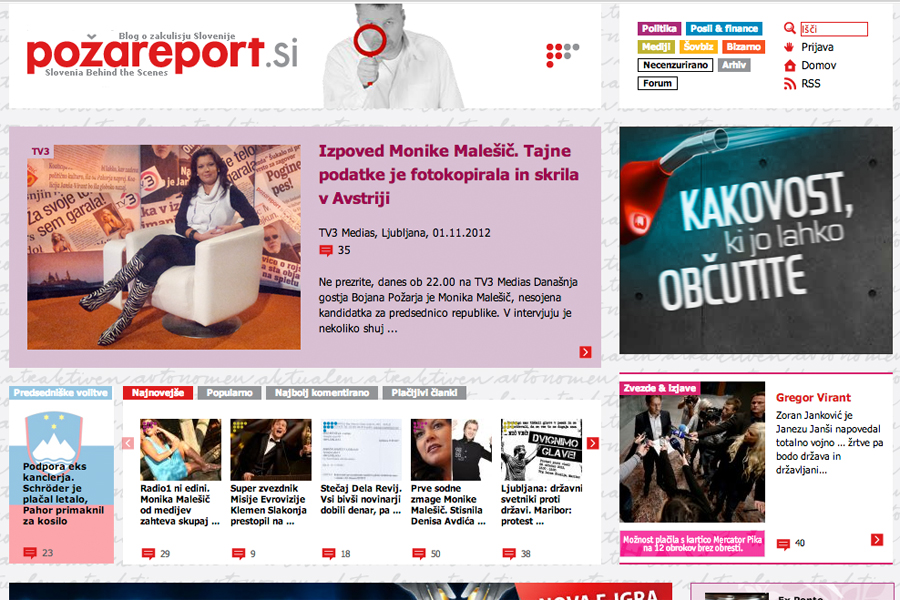 Blog o zakulisju Slovenije
požareport.si
Slovenia Behind the Scenes
Politika
Posli & finance
Mediji
Šovbiz
Bizarno
Necenzurirano
Arhiv
Forum
Išči
Prijava
Domov
RSS
TV3
Izpoved Monike Malešič. Tajne
podatke je fotokopirala in skrila
v Avstriji
TV3 Medias, Ljubljana, 01.11.2012
35
Ne prezrite, danes ob 22.00 na TV3 Medias Današnja
gostja Bojana Požarja je Monika Malešič, nesojena
kandidatka za predsednico republike. V intervjuju je
nekoliko shuj ...
KAKOVOST,
ki jo lahko
OBČUTITE
Predsedniške volitve
Podpora eks
kanclerja.
Schröder je
plačal letalo,
Pahor primaknil
za kosilo
23
Najnovejše
Popularno
Najbolj komentirano
Plačljivi članki
Radio1 ni edini.
Monika Malešič
od medijev
zahteva skupaj ...
29
Super zvezdnik
Misije Evrovizije
Klemen Slakonja
prestopil na ...
9
Stečaj Dela Revij.
Vsi bivši novinarji
dobili denar, pa ...
18
Prve sodne
zmage Monike
Malešič. Stisnila
Denisa Avdića ...
50
DVIGNIMO
GLAVE!
Ljubljana: državni
svetniki proti
državi. Maribor:
protest ...
38
Zvezde & Izjave
Gregor Virant
Zoran Janković je
Janezu Janši napovedal
totalno vojno ... žrtve pa
bodo država in
državljani...
Možnost plačila s kartico Mercator Pika
na 12 obrokov brez obresti.
40
NOVA E-IGRA
Ex Ponto